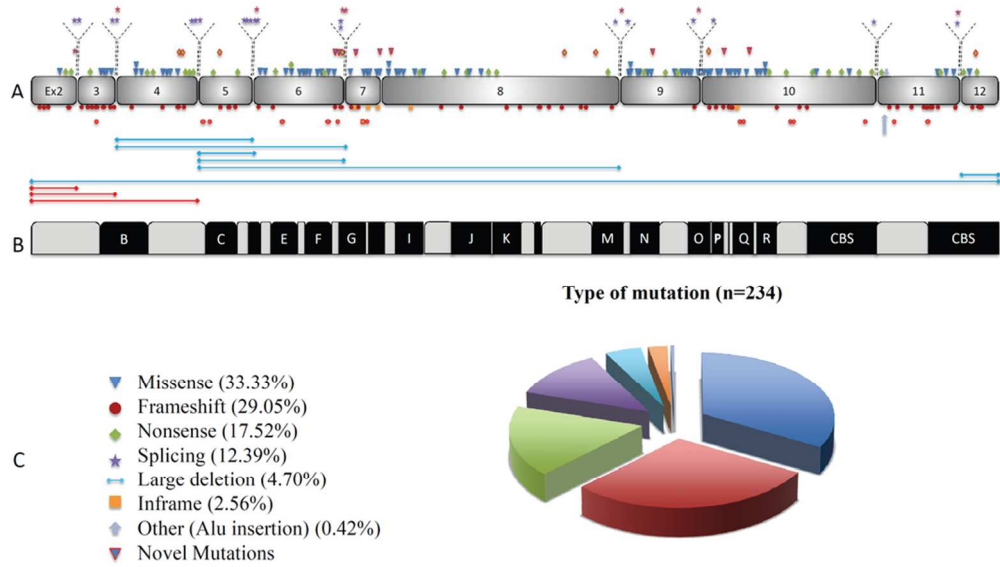 A Ex2 3 4 5 6 7 8 9 10 11 12
B B C E F G I J K M N O P Q R CBS CBS
Type of mutation (n=234)
C
Missense (33.33%)
Frameshift (29.05%)
Nonsense (17.52%)
Splicing (12.39%)
Large deletion (4.70%)
Inframe (2.56%)
Other (Alu insertion) (0.42%)
Novel Mutations